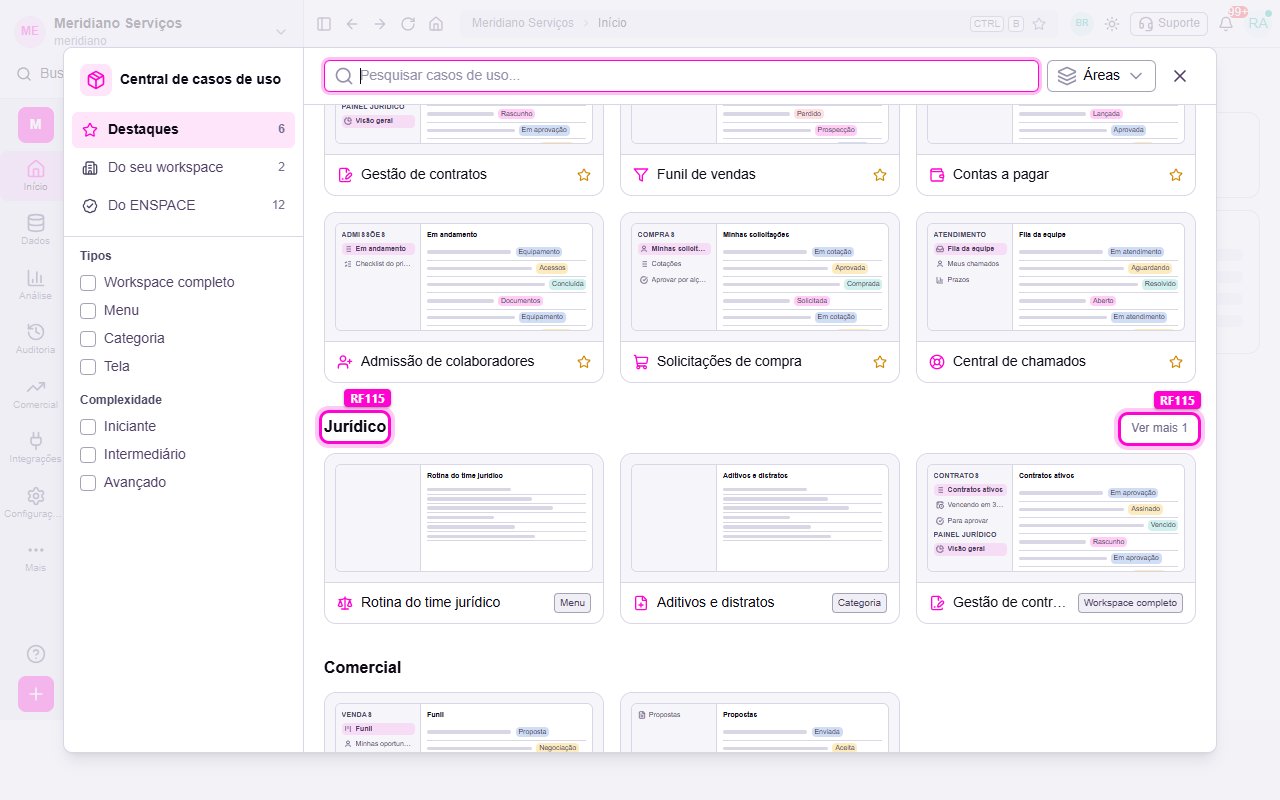 ME
Meridiano Serviços
meridiano
Meridiano Serviços
Início
CTRL
B
BR
Suporte
99+
RA
Bus
Central de casos de uso
Pesquisar casos de uso...
Áreas
M
Início
Dados
Análise
Auditoria
Comercial
Integrações
Configuraç...
Mais
Destaques
6
Do seu workspace
2
Do ENSPACE
12
Tipos
Workspace completo
Menu
Categoria
Tela
Complexidade
Iniciante
Intermediário
Avançado
PAINEL JURÍDICO
Visão geral
Rascunho
Em aprovação
Perdido
Prospecção
Lançada
Aprovada
Gestão de contratos
Funil de vendas
Contas a pagar
ADMISSÕES
Em andamento
Checklist do pri...
Em andamento
Equipamento
Acessos
Concluída
Documentos
Equipamento
COMPRAS
Minhas solicit...
Cotações
Aprovar por alç...
Minhas solicitações
Em cotação
Aprovada
Comprada
Solicitada
Em cotação
ATENDIMENTO
Fila da equipe
Meus chamados
Prazos
Fila da equipe
Em atendimento
Aguardando
Resolvido
Aberto
Em atendimento
Admissão de colaboradores
Solicitações de compra
Central de chamados
RF115
Jurídico
RF115
Ver mais 1
Rotina do time jurídico
Aditivos e distratos
CONTRATOS
Contratos ativos
Vencendo em 3...
Para aprovar
PAINEL JURÍDICO
Visão geral
Contratos ativos
Em aprovação
Assinado
Vencido
Rascunho
Em aprovação
Rotina do time jurídico
Menu
Aditivos e distratos
Categoria
Gestão de contr...
Workspace completo
Comercial
VENDAS
Funil
Minhas oportun...
Funil
Proposta
Negociação
Propostas
Propostas
Enviada
Aceita